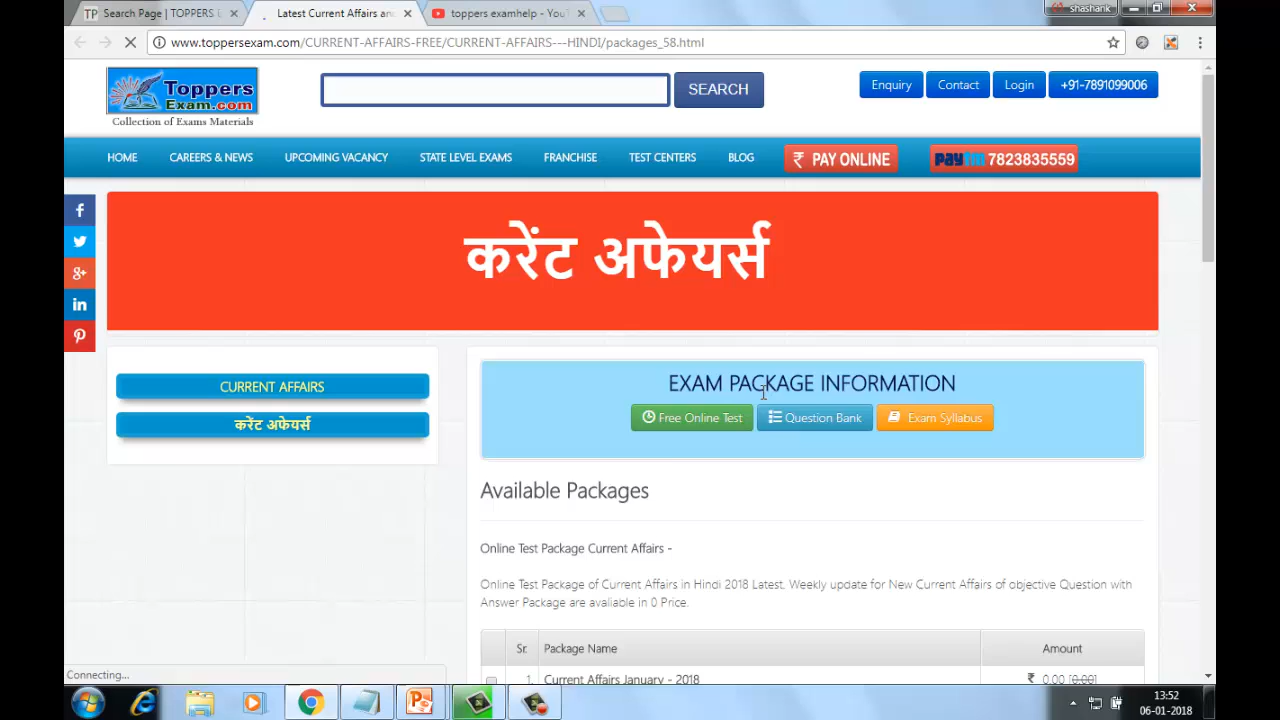 Search Page | TOPPERS
Latest Current Affairs an
toppers examhelp - YouT
shashank
www.toppersexam.com/CURRENT-AFFAIRS-FREE/CURRENT-AFFAIRS---HINDI/packages_58.html
Toppers
Exam.com
Collection of Exams Materials
SEARCH
Enquiry
Contact
Login
+91-7891099006
HOME
CAREERS & NEWS
UPCOMING VACANCY
STATE LEVEL EXAMS
FRANCHISE
TEST CENTERS
BLOG
₹ PAY ONLINE
paytm 7823835559
करेंट अफेयर्स
CURRENT AFFAIRS
करेंट अफेयर्स
EXAM PACKAGE INFORMATION
Free Online Test
Question Bank
Exam Syllabus
Available Packages
Online Test Package Current Affairs -
Online Test Package of Current Affairs in Hindi 2018 Latest. Weekly update for New Current Affairs of objective Question with
Answer Package are avaliable in 0 Price.
Sr. Package Name Amount
1. Current Affairs January - 2018 ₹ 0.00 [0.00]
Connecting...
13:52
06-01-2018